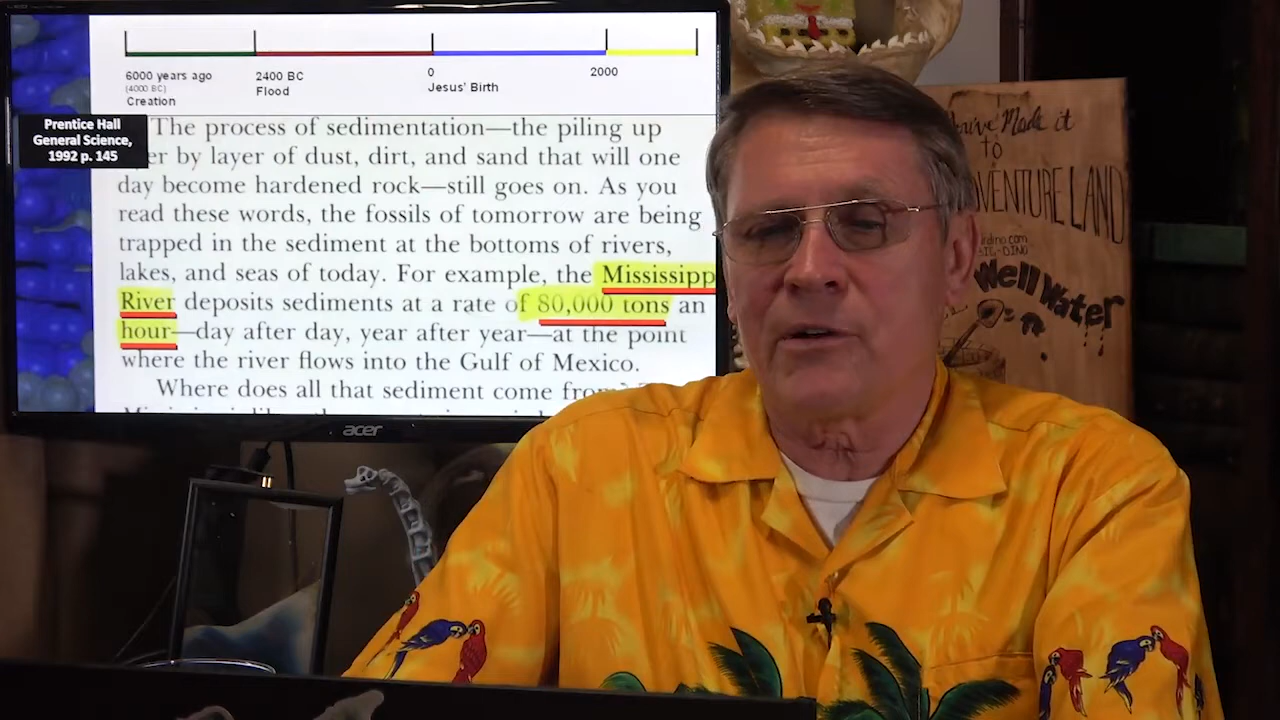 6000 years ago
(4000 BC)
Creation
2400 BC
Flood
0
Jesus' Birth
2000
Prentice Hall
General Science,
1992 p. 145
The process of sedimentation—the piling up
by layer of dust, dirt, and sand that will one
day become hardened rock—still goes on. As you
read these words, the fossils of tomorrow are being
trapped in the sediment at the bottoms of rivers,
lakes, and seas of today. For example, the Mississipp
River deposits sediments at a rate of 80,000 tons an
hour—day after day, year after year—at the point
where the river flows into the Gulf of Mexico.
Where does all that sediment come
acer
Made it
to
VENTURE LAND
Well Water